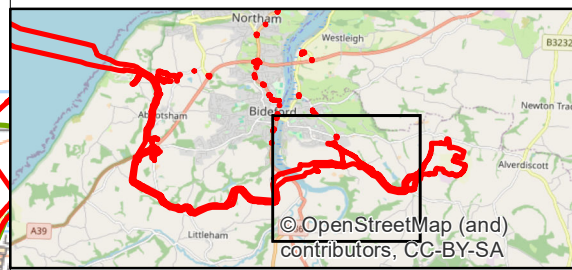 Northam
Westleigh
B3232
Newton Trac
Abbotsham
Bideford
Alverdiscott
A39
Littleham
© OpenStreetMap (and)
contributors, CC-BY-SA